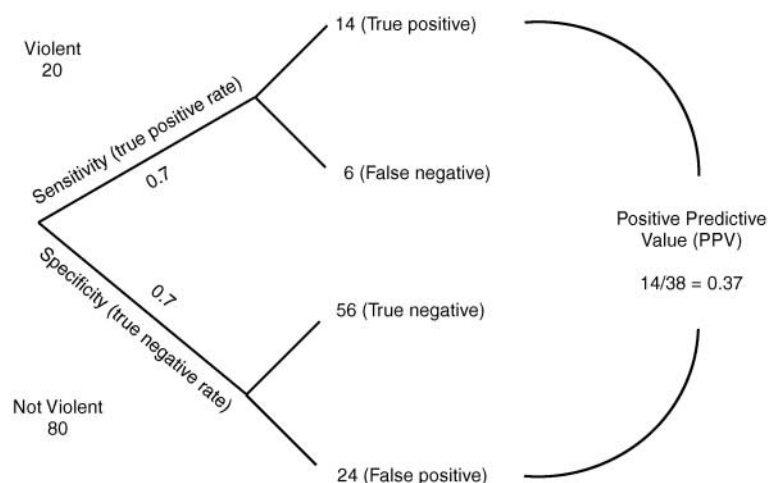 Violent
20
Sensitivity (true positive rate)
0.7
14 (True positive)
6 (False negative)
Specificity (true negative rate)
0.7
56 (True negative)
24 (False positive)
Not Violent
80
Positive Predictive
Value (PPV)
14/38 = 0.37